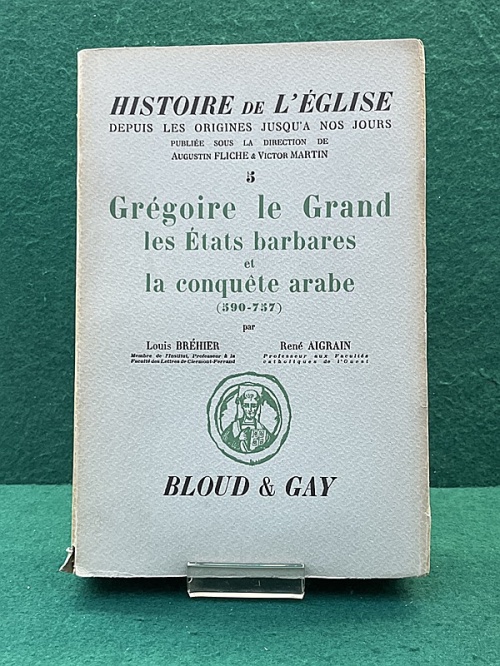 HISTOIRE DE L'ÉGLISE
DEPUIS LES ORIGINES JUSQU'A NOS JOURS
PUBLIÉE SOUS LA DIRECTION DE
AUGUSTIN FLICHE & VICTOR MARTIN
5
Grégoire le Grand
les États barbares
et
la conquête arabe
(590-757)
par
Louis BRÉHIER
Membre de l'Institut, Professeur à la
Faculté des Lettres de Clermont-Ferrand
René AIGRAIN
Professeur aux Facultés
catholiques de l'Ouest
BLOUD & GAY